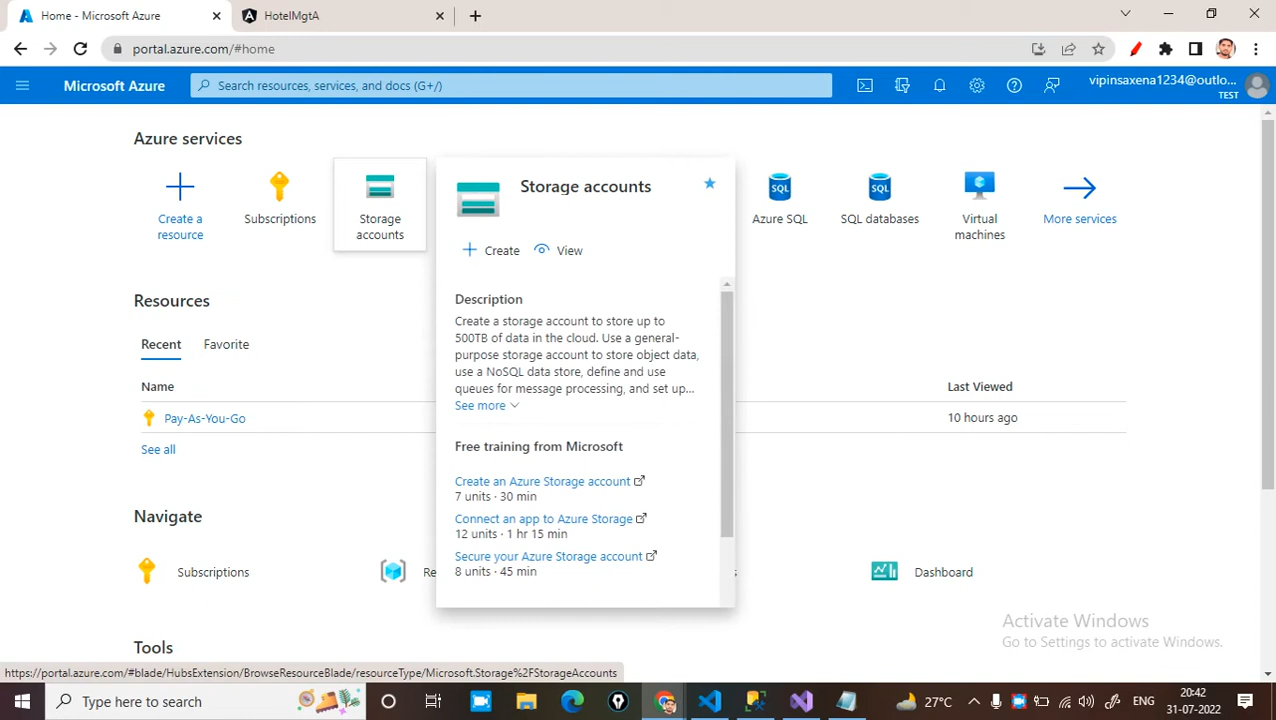 Home - Microsoft Azure
HotelMgtA
portal.azure.com/#home
Microsoft Azure
Search resources, services, and docs (G+/)
vipinsaxena1234@outlo...
TEST
Azure services
Create a
resource
Subscriptions
Storage
accounts
Storage accounts
Create
View
Azure SQL
SQL databases
Virtual
machines
More services
Description
Create a storage account to store up to
500TB of data in the cloud. Use a general-
purpose storage account to store object data,
use a NoSQL data store, define and use
queues for message processing, and set up...
See more
Free training from Microsoft
Create an Azure Storage account
7 units · 30 min
Connect an app to Azure Storage
12 units · 1 hr 15 min
Secure your Azure Storage account
8 units · 45 min
Resources
Recent
Favorite
Name
Last Viewed
Pay-As-You-Go
10 hours ago
See all
Navigate
Subscriptions
Re
s
Dashboard
Tools
Activate Windows
Go to Settings to activate Windows.
https://portal.azure.com/#blade/HubsExtension/BrowseResourceBlade/resourceType/Microsoft.Storage%2FStorageAccounts
Type here to search
27°C
ENG
20:42
31-07-2022